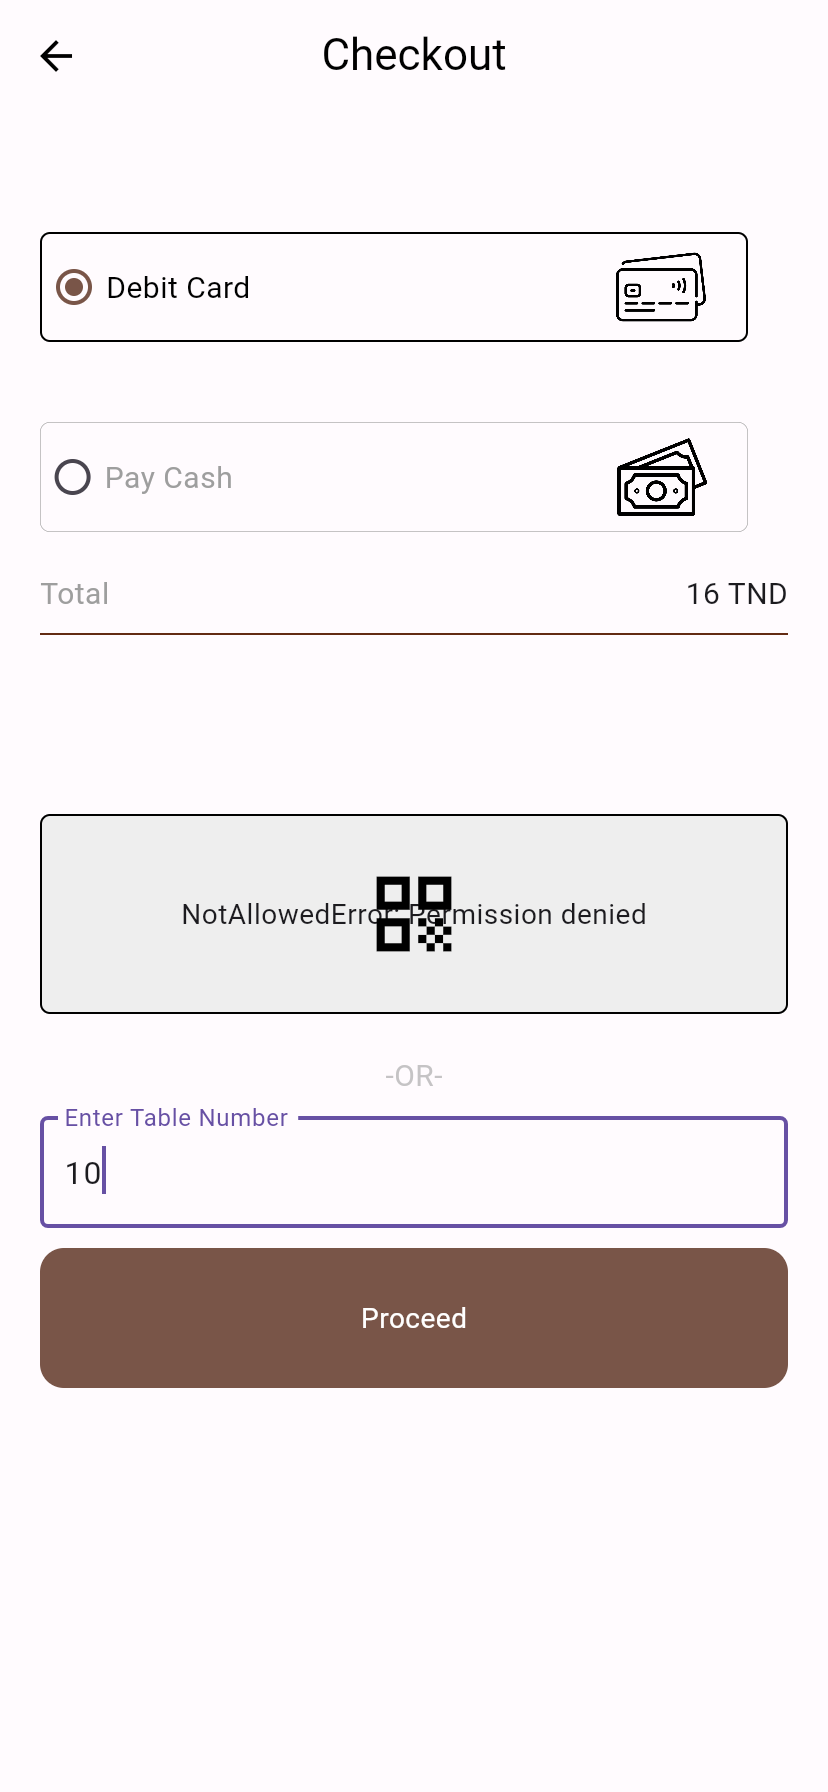 Checkout
Debit Card
Pay Cash
Total 16 TND
NotAllowedError: Permission denied
-OR-
Enter Table Number
10
Proceed